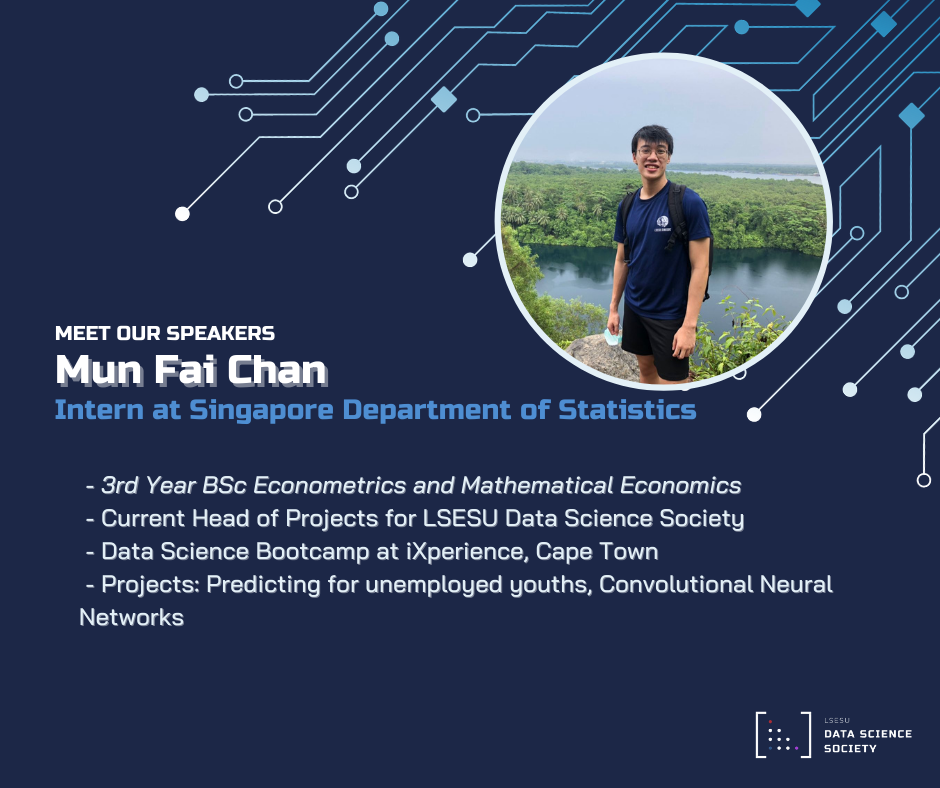 MEET OUR SPEAKERS
Mun Fai Chan
Intern at Singapore Department of Statistics
- 3rd Year BSc Econometrics and Mathematical Economics
- Current Head of Projects for LSESU Data Science Society
- Data Science Bootcamp at iXperience, Cape Town
- Projects: Predicting for unemployed youths, Convolutional Neural
Networks
LSESU
DATA SCIENCE
SOCIETY